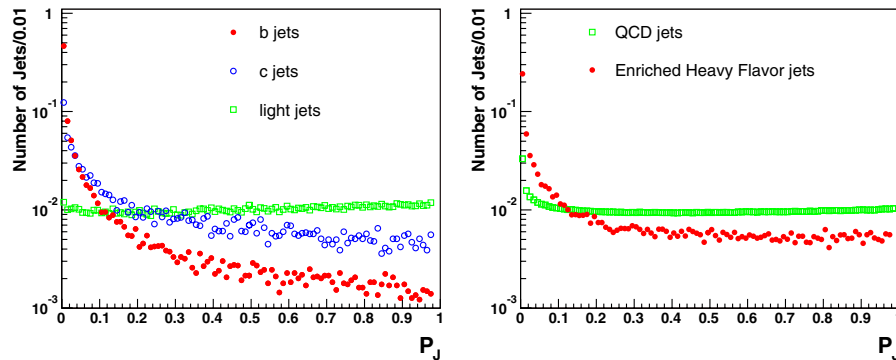 Number of Jets/0.01
1
10⁻¹
10⁻²
10⁻³
b jets
c jets
light jets
0 0.1 0.2 0.3 0.4 0.5 0.6 0.7 0.8 0.9 1
P_J
Number of Jets/0.01
1
10⁻¹
10⁻²
10⁻³
QCD jets
Enriched Heavy Flavor jets
0 0.1 0.2 0.3 0.4 0.5 0.6 0.7 0.8 0.9
P_J